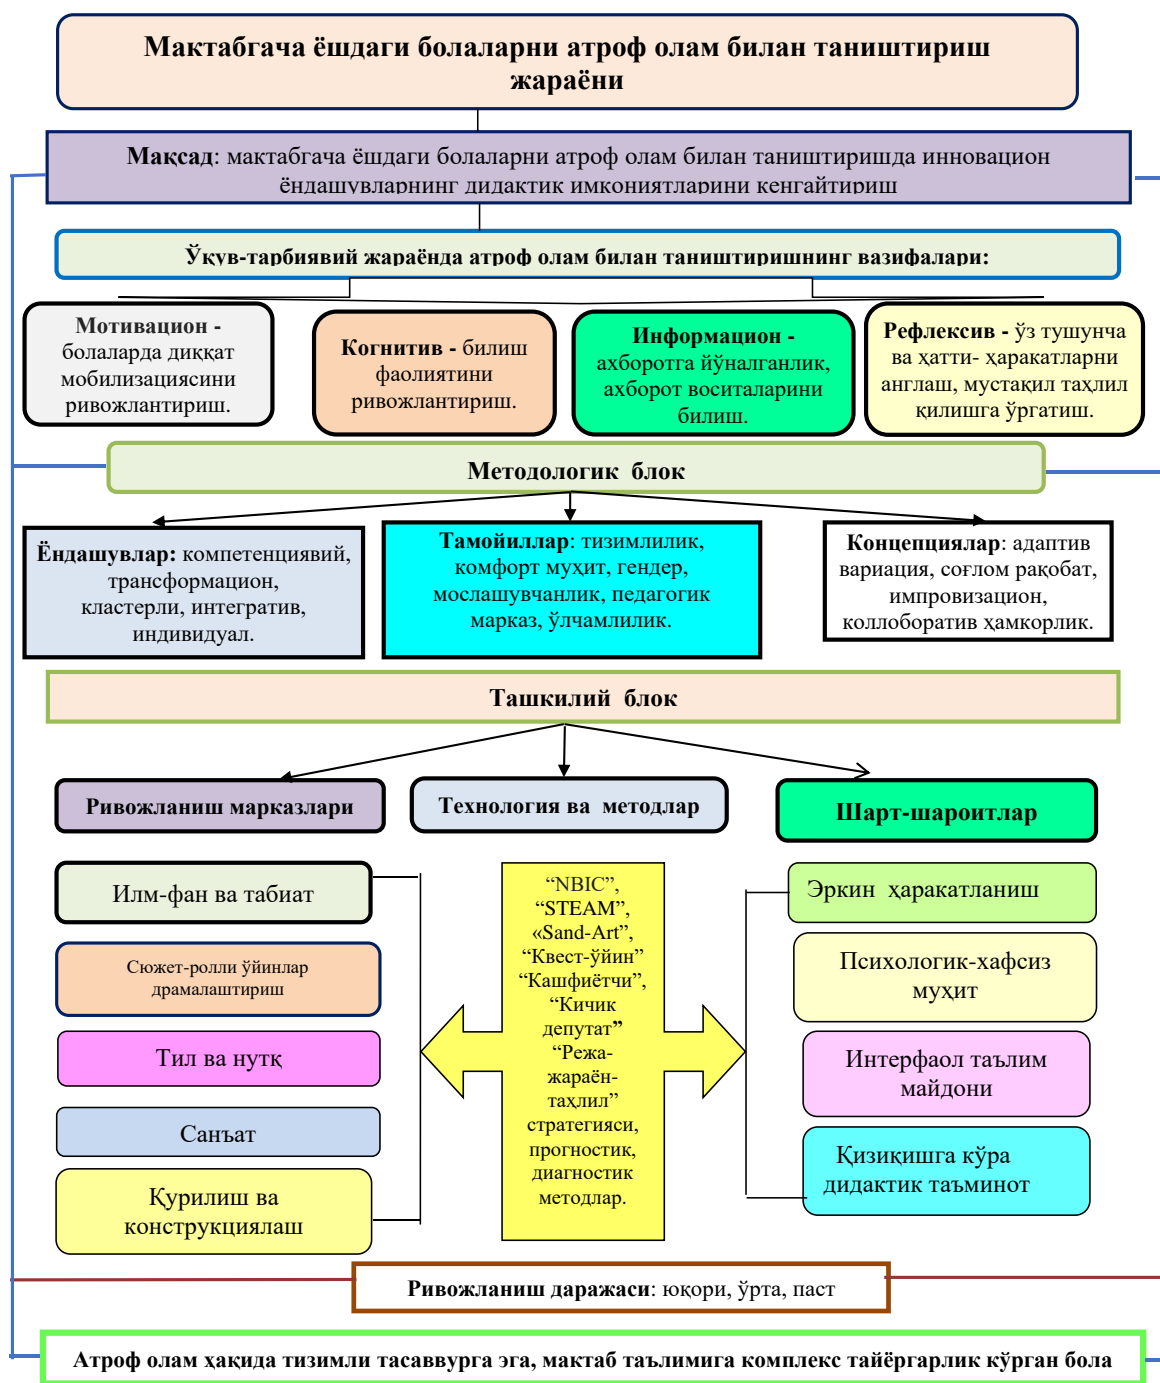 Мактабгача ёшдаги болаларни атроф олам билан таништириш
жараёни
Мақсад: мактабгача ёшдаги болаларни атроф олам билан таништиришда инновацион
ёндашувларнинг дидактик имкониятларини кенгайтириш
Ўқув-тарбиявий жараёнда атроф олам билан таништиришнинг вазифалари:
Мотивацион -
болаларда диққат
мобилизациясини
ривожлантириш.
Когнитив - билиш
фаолиятини
ривожлантириш.
Информацион -
ахборотга йўналганлик,
ахборот воситаларини
билиш.
Рефлексив - ўз тушунча
ва ҳатти- ҳаракатларни
англаш, мустақил таҳлил
қилишга ўргатиш.
Методологик блок
Ёндашувлар: компетенциявий,
трансформацион,
кластерли, интегратив,
индивидуал.
Тамойиллар: тизимлилик,
комфорт муҳит, гендер,
мослашувчанлик, педагогик
марказ, ўлчамлилик.
Концепциялар: адаптив
вариация, соғлом рақобат,
импровизацион,
коллоборатив ҳамкорлик.
Ташкилий блок
Ривожланиш марказлари
Технология ва методлар
Шарт-шароитлар
Илм-фан ва табиат
Сюжет-ролли ўйинлар
драмалаштириш
Тил ва нутқ
Санъат
Қурилиш ва
конструкциялаш
“NBIC”,
“STEAM”,
«Sand-Art”,
“Квест-ўйин”
“Кашфиётчи”,
“Кичик
депутат”
“Режа-
жараён-
таҳлил”
стратегияси,
прогностик,
диагностик
методлар.
Эркин ҳаракатланиш
Психологик-хафсиз
муҳит
Интерфаол таълим
майдони
Қизиқишга кўра
дидактик таъминот
Ривожланиш даражаси: юқори, ўрта, паст
Атроф олам ҳақида тизимли тасаввурга эга, мактаб таълимига комплекс тайёргарлик кўрган бола